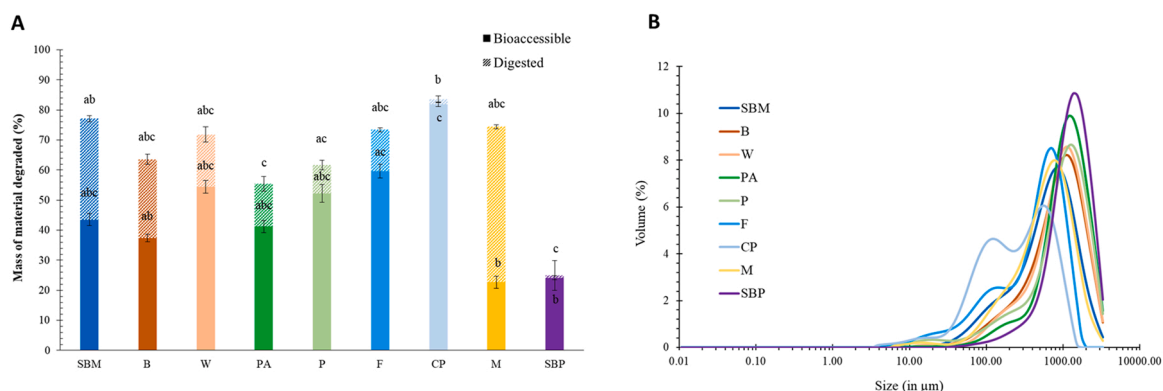 A
Bioaccessible
Digested
Mass of material degraded (%)
100
90
80
70
60
50
40
30
20
10
0
ab
abc
abc
ab
abc
abc
c
abc
ac
abc
abc
ac
b
c
abc
b
c
b
SBM B W PA P F CP M SBP
B
Volume (%)
12
10
8
6
4
2
0
SBM
B
W
PA
P
F
CP
M
SBP
0.01 0.10 1.00 10.00 100.00 1000.00 10000.00
Size (in µm)